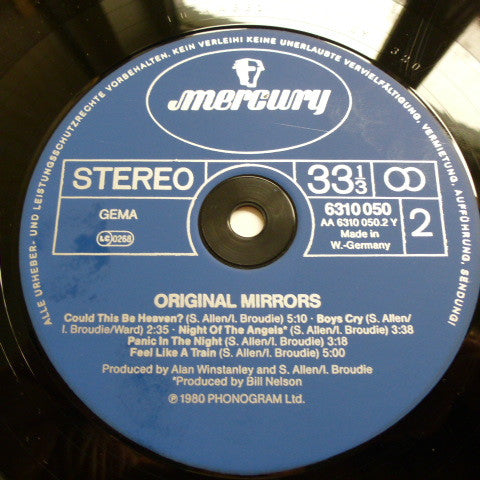 ALLE URHEBER- UND LEISTUNGSSCHUTZRECHTE VORBEHALTEN. KEIN VERLEIH! KEINE UNERLAUBTE VERVIELFÄLTIGUNG, VERMIETUNG, AUFFÜHRUNG, SENDUNG!
mercury
STEREO
33 1/3
GEMA
LC 0268
6310 050
AA 6310 050.2 Y
Made in
W.-Germany
2
ORIGINAL MIRRORS
Could This Be Heaven? (S. Allen/I. Broudie) 5:10 · Boys Cry (S. Allen/
I. Broudie/Ward) 2:35 · Night Of The Angels* (S. Allen/I. Broudie) 3:38
Panic In The Night (S. Allen/I. Broudie) 3:18
Feel Like A Train (S. Allen/I. Broudie) 5:00
Produced by Alan Winstanley and S. Allen/I. Broudie
*Produced by Bill Nelson
℗ 1980 PHONOGRAM Ltd.